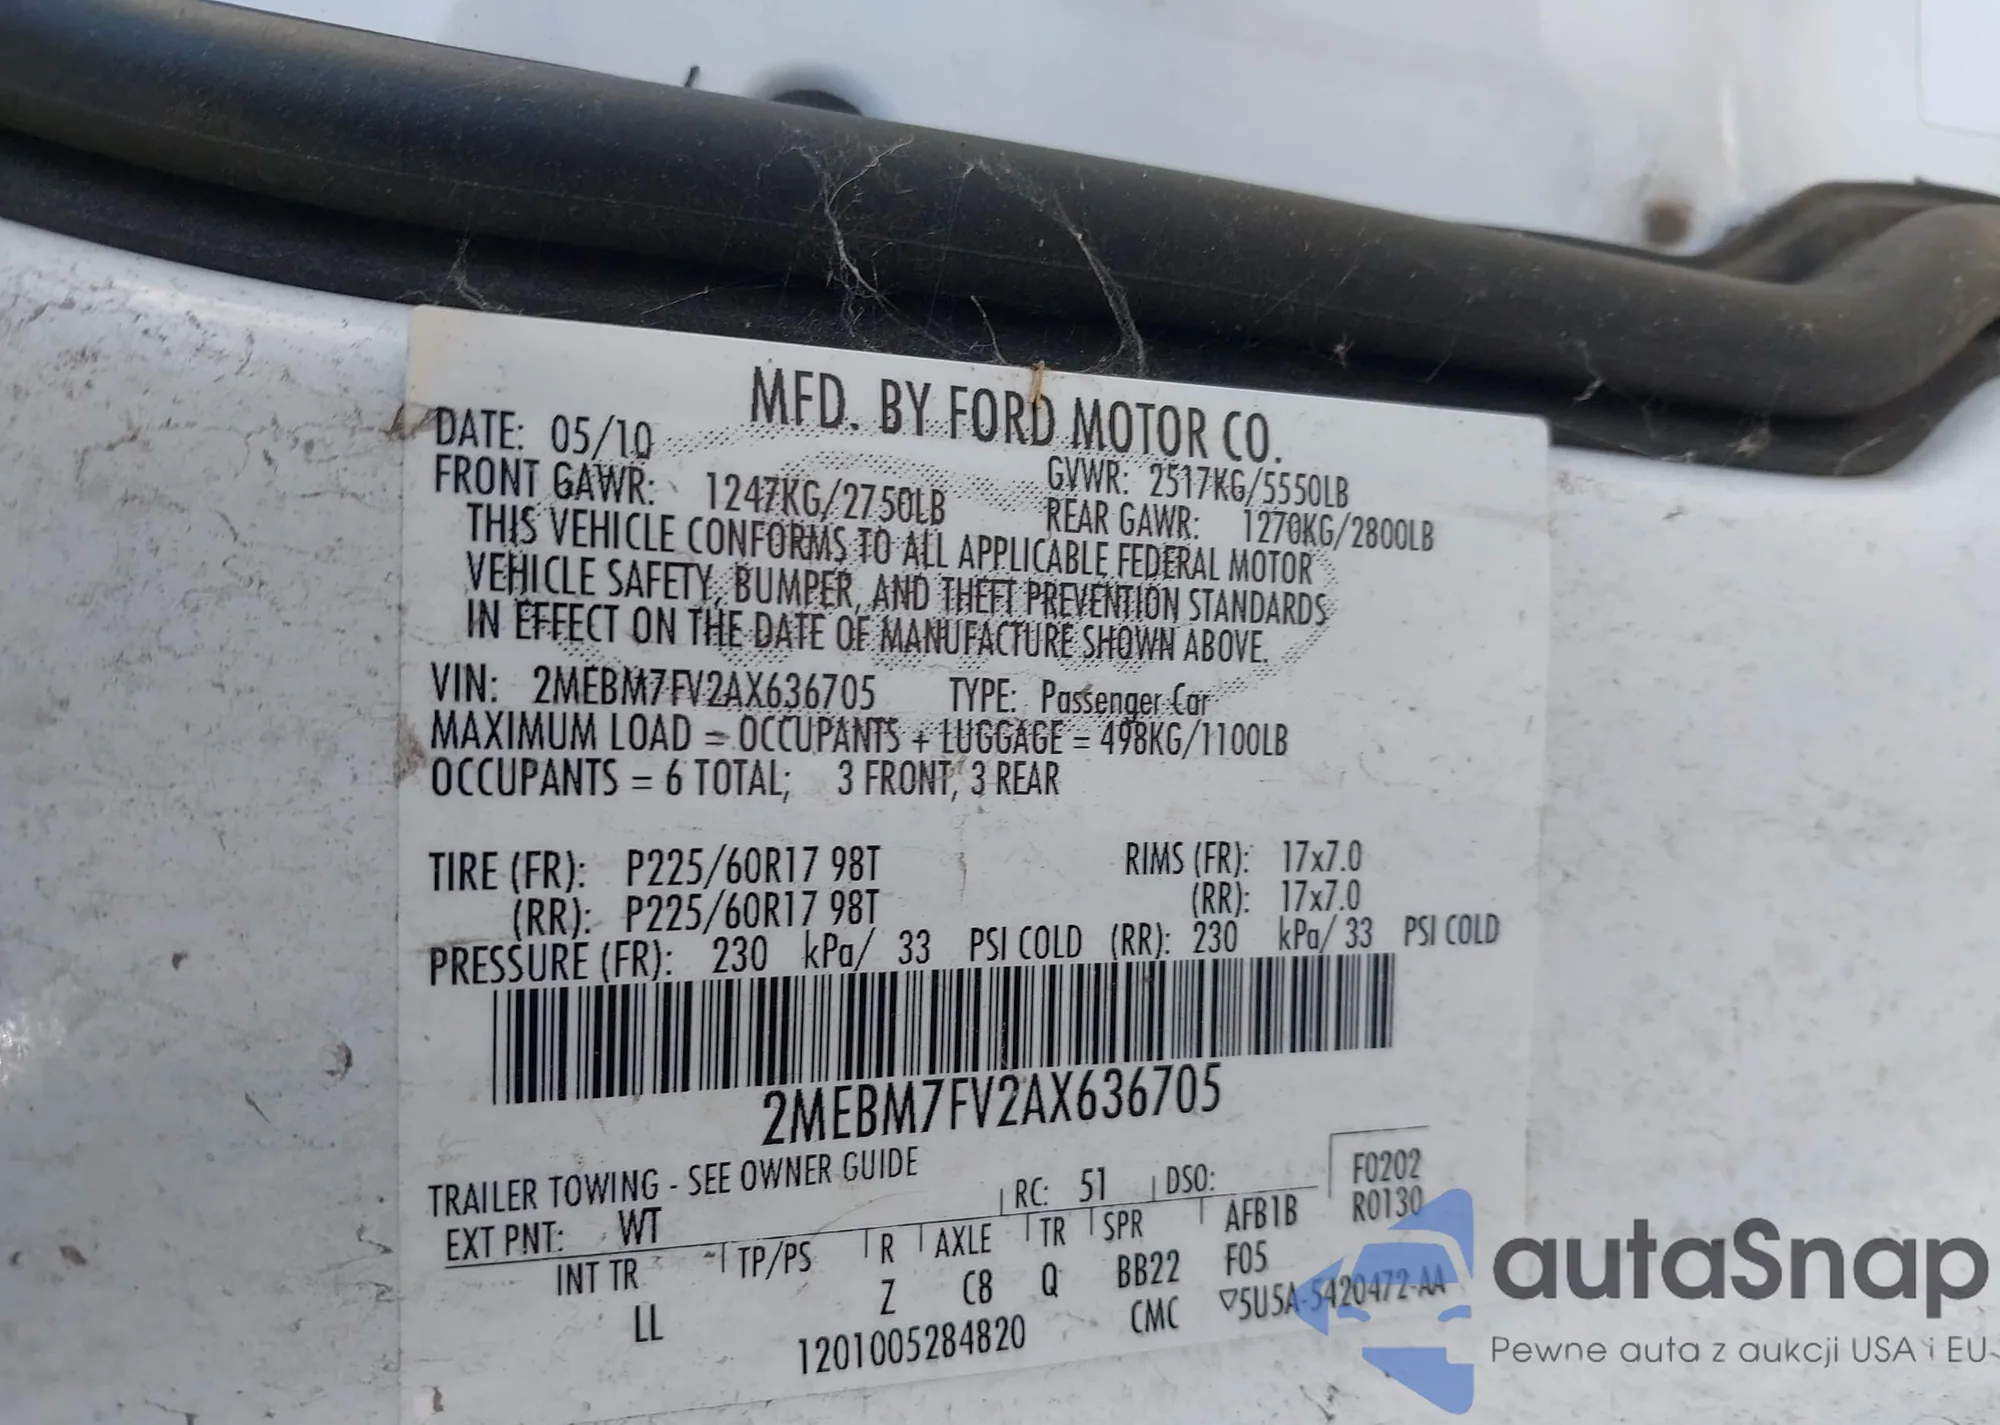 MFD. BY FORD MOTOR CO.
DATE: 05/10
GVWR: 2517KG/5550LB
FRONT GAWR: 1247KG/2750LB
REAR GAWR: 1270KG/2800LB
THIS VEHICLE CONFORMS TO ALL APPLICABLE FEDERAL MOTOR
VEHICLE SAFETY, BUMPER, AND THEFT PREVENTION STANDARDS
IN EFFECT ON THE DATE OF MANUFACTURE SHOWN ABOVE.
VIN: 2MEBM7FV2AX636705 TYPE: Passenger Car
MAXIMUM LOAD = OCCUPANTS + LUGGAGE = 498KG/1100LB
OCCUPANTS = 6 TOTAL; 3 FRONT, 3 REAR
TIRE (FR): P225/60R17 98T RIMS (FR): 17x7.0
(RR): P225/60R17 98T (RR): 17x7.0
PRESSURE (FR): 230 kPa/ 33 PSI COLD (RR): 230 kPa/ 33 PSI COLD
2MEBM7FV2AX636705
TRAILER TOWING - SEE OWNER GUIDE
EXT PNT: WT RC: 51 DSO: F0202
R0130
INT TR TP/PS R AXLE TR SPR AFB1B
LL Z C8 Q BB22 F05
1201005284820 CMC ▽5U5A-5420472-AA
autaSnap
Pewne auta z aukcji USA i EU